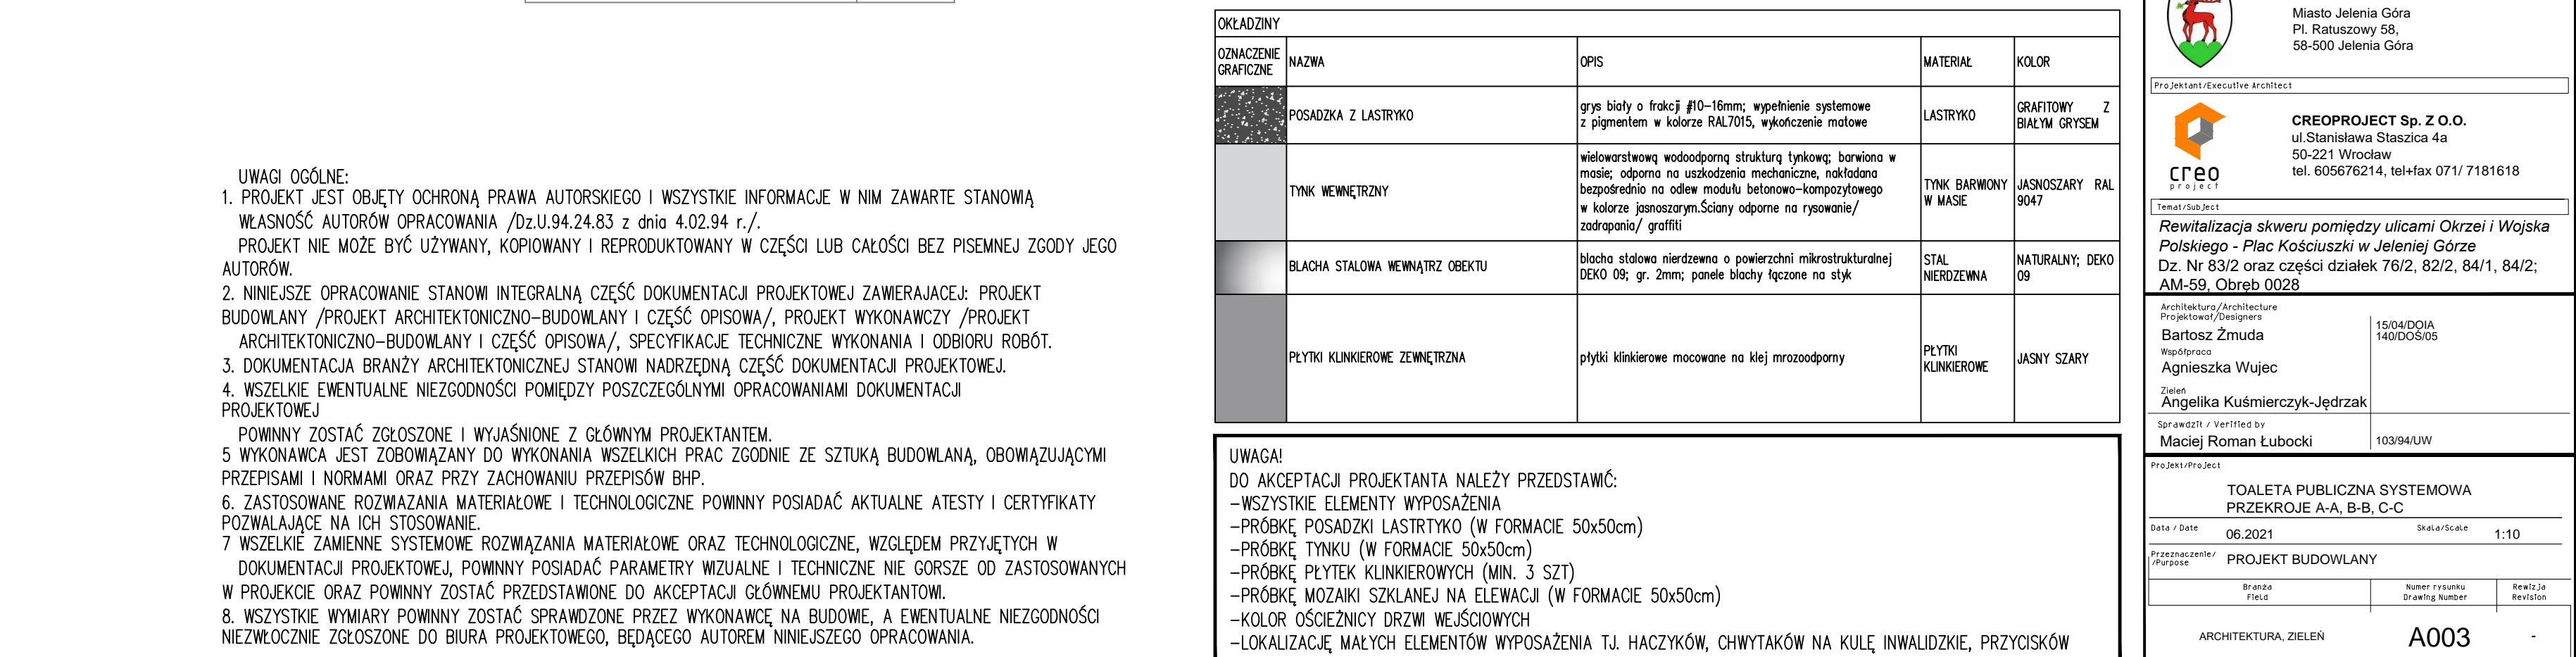 UWAGI OGÓLNE:
1. PROJEKT JEST OBJĘTY OCHRONĄ PRAWA AUTORSKIEGO I WSZYSTKIE INFORMACJE W NIM ZAWARTE STANOWIĄ
WŁASNOŚĆ AUTORÓW OPRACOWANIA /Dz.U.94.24.83 z dnia 4.02.94 r./.
PROJEKT NIE MOŻE BYĆ UŻYWANY, KOPIOWANY I REPRODUKTOWANY W CZĘŚCI LUB CAŁOŚCI BEZ PISEMNEJ ZGODY JEGO
AUTORÓW.
2. NINIEJSZE OPRACOWANIE STANOWI INTEGRALNĄ CZĘŚĆ DOKUMENTACJI PROJEKTOWEJ ZAWIERAJACEJ: PROJEKT
BUDOWLANY /PROJEKT ARCHITEKTONICZNO-BUDOWLANY I CZĘŚĆ OPISOWA/, PROJEKT WYKONAWCZY /PROJEKT
ARCHITEKTONICZNO-BUDOWLANY I CZĘŚĆ OPISOWA/, SPECYFIKACJE TECHNICZNE WYKONANIA I ODBIORU ROBÓT.
3. DOKUMENTACJA BRANŻY ARCHITEKTONICZNEJ STANOWI NADRZĘDNĄ CZĘŚĆ DOKUMENTACJI PROJEKTOWEJ.
4. WSZELKIE EWENTUALNE NIEZGODNOŚCI POMIĘDZY POSZCZEGÓLNYMI OPRACOWANIAMI DOKUMENTACJI
PROJEKTOWEJ
POWINNY ZOSTAĆ ZGŁOSZONE I WYJAŚNIONE Z GŁÓWNYM PROJEKTANTEM.
5 WYKONAWCA JEST ZOBOWIĄZANY DO WYKONANIA WSZELKICH PRAC ZGODNIE ZE SZTUKĄ BUDOWLANĄ, OBOWIĄZUJĄCYMI
PRZEPISAMI I NORMAMI ORAZ PRZY ZACHOWANIU PRZEPISÓW BHP.
6. ZASTOSOWANE ROZWIAZANIA MATERIAŁOWE I TECHNOLOGICZNE POWINNY POSIADAĆ AKTUALNE ATESTY I CERTYFIKATY
POZWALAJĄCE NA ICH STOSOWANIE.
7 WSZELKIE ZAMIENNE SYSTEMOWE ROZWIĄZANIA MATERIAŁOWE ORAZ TECHNOLOGICZNE, WZGLĘDEM PRZYJĘTYCH W
DOKUMENTACJI PROJEKTOWEJ, POWINNY POSIADAĆ PARAMETRY WIZUALNE I TECHNICZNE NIE GORSZE OD ZASTOSOWANYCH
W PROJEKCIE ORAZ POWINNY ZOSTAĆ PRZEDSTAWIONE DO AKCEPTACJI GŁÓWNEMU PROJEKTANTOWI.
8. WSZYSTKIE WYMIARY POWINNY ZOSTAĆ SPRAWDZONE PRZEZ WYKONAWCĘ NA BUDOWIE, A EWENTUALNE NIEZGODNOŚCI
NIEZWŁOCZNIE ZGŁOSZONE DO BIURA PROJEKTOWEGO, BĘDĄCEGO AUTOREM NINIEJSZEGO OPRACOWANIA.
OKŁADZINY
OZNACZENIE
GRAFICZNE
NAZWA
OPIS
MATERIAŁ
KOLOR
POSADZKA Z LASTRYKO
grys biały o frakcji #10-16mm; wypełnienie systemowe
z pigmentem w kolorze RAL7015, wykończenie matowe
LASTRYKO
GRAFITOWY Z
BIAŁYM GRYSEM
TYNK WEWNĘTRZNY
wielowarstwową wodoodporną strukturą tynkową; barwiona w
masie; odporna na uszkodzenia mechaniczne, nakładana
bezpośrednio na odlew modułu betonowo-kompozytowego
w kolorze jasnoszarym.Ściany odporne na rysowanie/
zadrapania/ graffiti
TYNK BARWIONY
W MASIE
JASNOSZARY RAL
9047
BLACHA STALOWA WEWNĄTRZ OBEKTU
blacha stalowa nierdzewna o powierzchni mikrostrukturalnej
DEKO 09; gr. 2mm; panele blachy łączone na styk
STAL
NIERDZEWNA
NATURALNY; DEKO
09
PŁYTKI KLINKIEROWE ZEWNĘTRZNA
płytki klinkierowe mocowane na klej mrozoodporny
PŁYTKI
KLINKIEROWE
JASNY SZARY
UWAGA!
DO AKCEPTACJI PROJEKTANTA NALEŻY PRZEDSTAWIĆ:
-WSZYSTKIE ELEMENTY WYPOSAŻENIA
-PRÓBKĘ POSADZKI LASTRTYKO (W FORMACIE 50x50cm)
-PRÓBKĘ TYNKU (W FORMACIE 50x50cm)
-PRÓBKĘ PŁYTEK KLINKIEROWYCH (MIN. 3 SZT)
-PRÓBKĘ MOZAIKI SZKLANEJ NA ELEWACJI (W FORMACIE 50x50cm)
-KOLOR OŚCIEŻNICY DRZWI WEJŚCIOWYCH
-LOKALIZACJĘ MAŁYCH ELEMENTÓW WYPOSAŻENIA TJ. HACZYKÓW, CHWYTAKÓW NA KULĘ INWALIDZKIE, PRZYCISKÓW
Miasto Jelenia Góra
Pl. Ratuszowy 58,
58-500 Jelenia Góra
Projektant/Executive Architect
creo
project
CREOPROJECT Sp. Z O.O.
ul.Stanisława Staszica 4a
50-221 Wrocław
tel. 605676214, tel+fax 071/ 7181618
Temat/Subject
Rewitalizacja skweru pomiędzy ulicami Okrzei i Wojska
Polskiego - Plac Kościuszki w Jeleniej Górze
Dz. Nr 83/2 oraz części działek 76/2, 82/2, 84/1, 84/2;
AM-59, Obręb 0028
Architektura/Architecture
Projektował/Designers
Bartosz Żmuda
15/04/DOIA
140/DOŚ/05
Współpraca
Agnieszka Wujec
Zieleń
Angelika Kuśmierczyk-Jędrzak
Sprawdził / Verified by
Maciej Roman Łubocki
103/94/UW
Projekt/Project
TOALETA PUBLICZNA SYSTEMOWA
PRZEKROJE A-A, B-B, C-C
Data / Date
06.2021
Skala/Scale
1:10
Przeznaczenie/
/Purpose
PROJEKT BUDOWLANY
Branża
Field
Numer rysunku
Drawing Number
Rewizja
Revision
ARCHITEKTURA, ZIELEŃ
A003
-